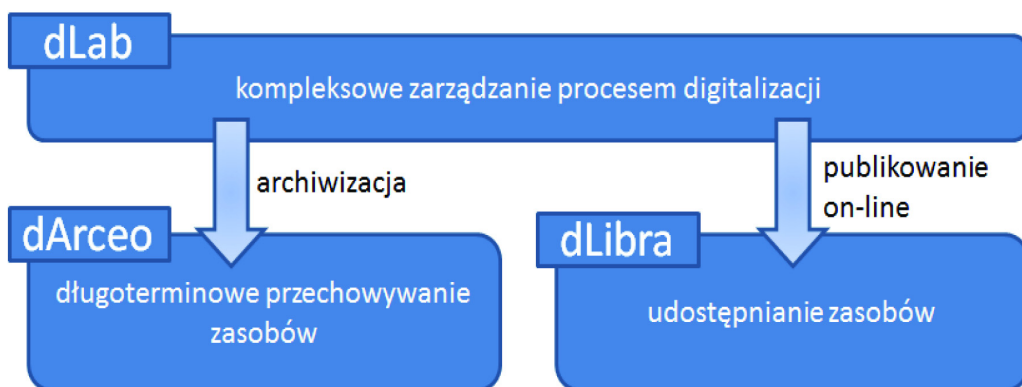 dLab
kompleksowe zarządzanie procesem digitalizacji
archiwizacja
publikowanie
on-line
dArceo
długoterminowe przechowywanie
zasobów
dLibra
udostępnianie zasobów